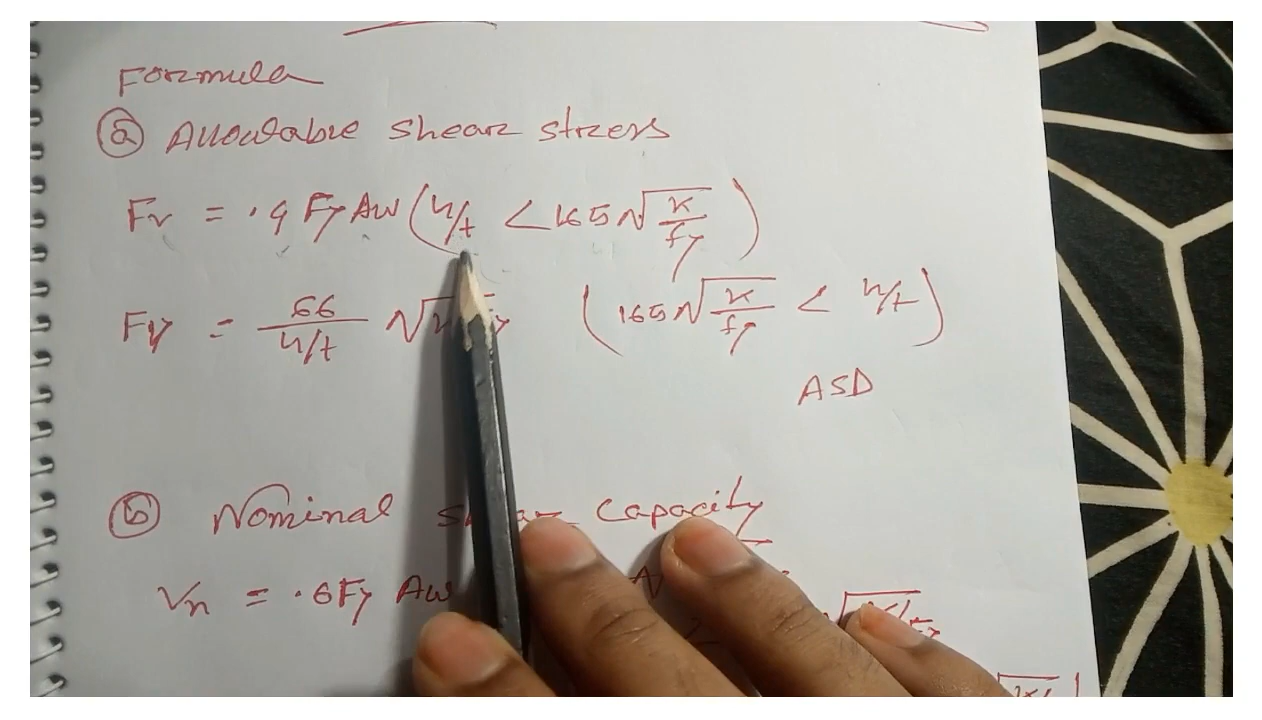 Formula
(a) Allowable shear stress
Fv = .4 Fy Aw (h/t < 165 √(k/fy))
Fv = 66/(h/t) √ (165 √(k/fy) < h/t)
ASD
(b) Nominal capacity
Vn = .6Fy Aw